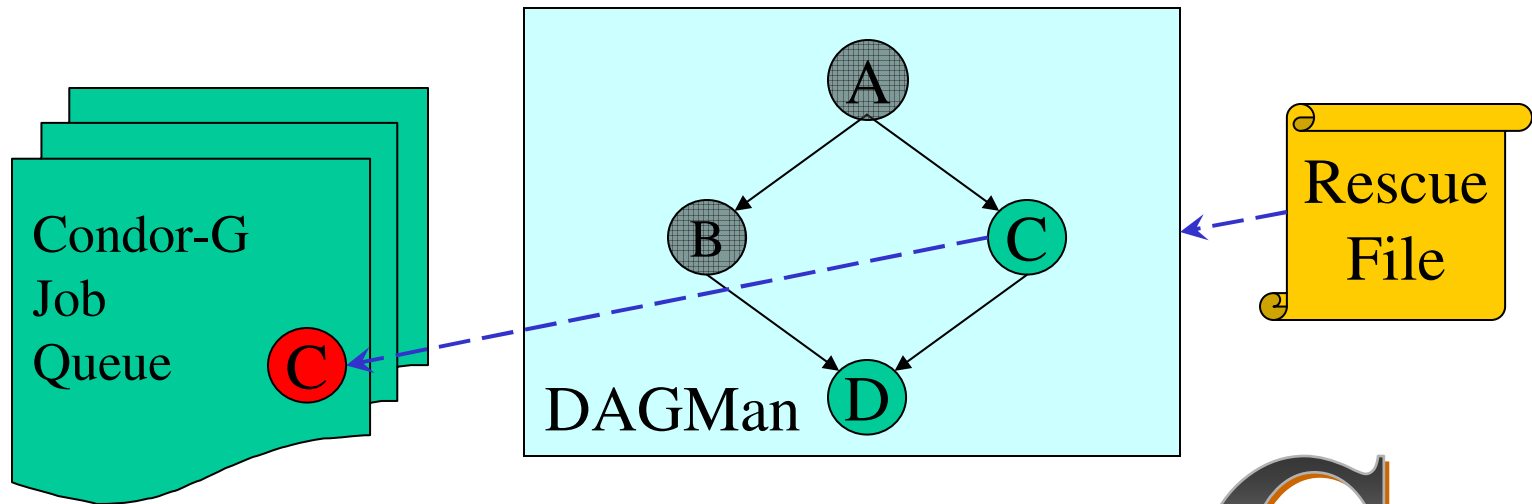 Condor-G
Job
Queue
C
A
B
C
D
DAGMan
Rescue
File
C